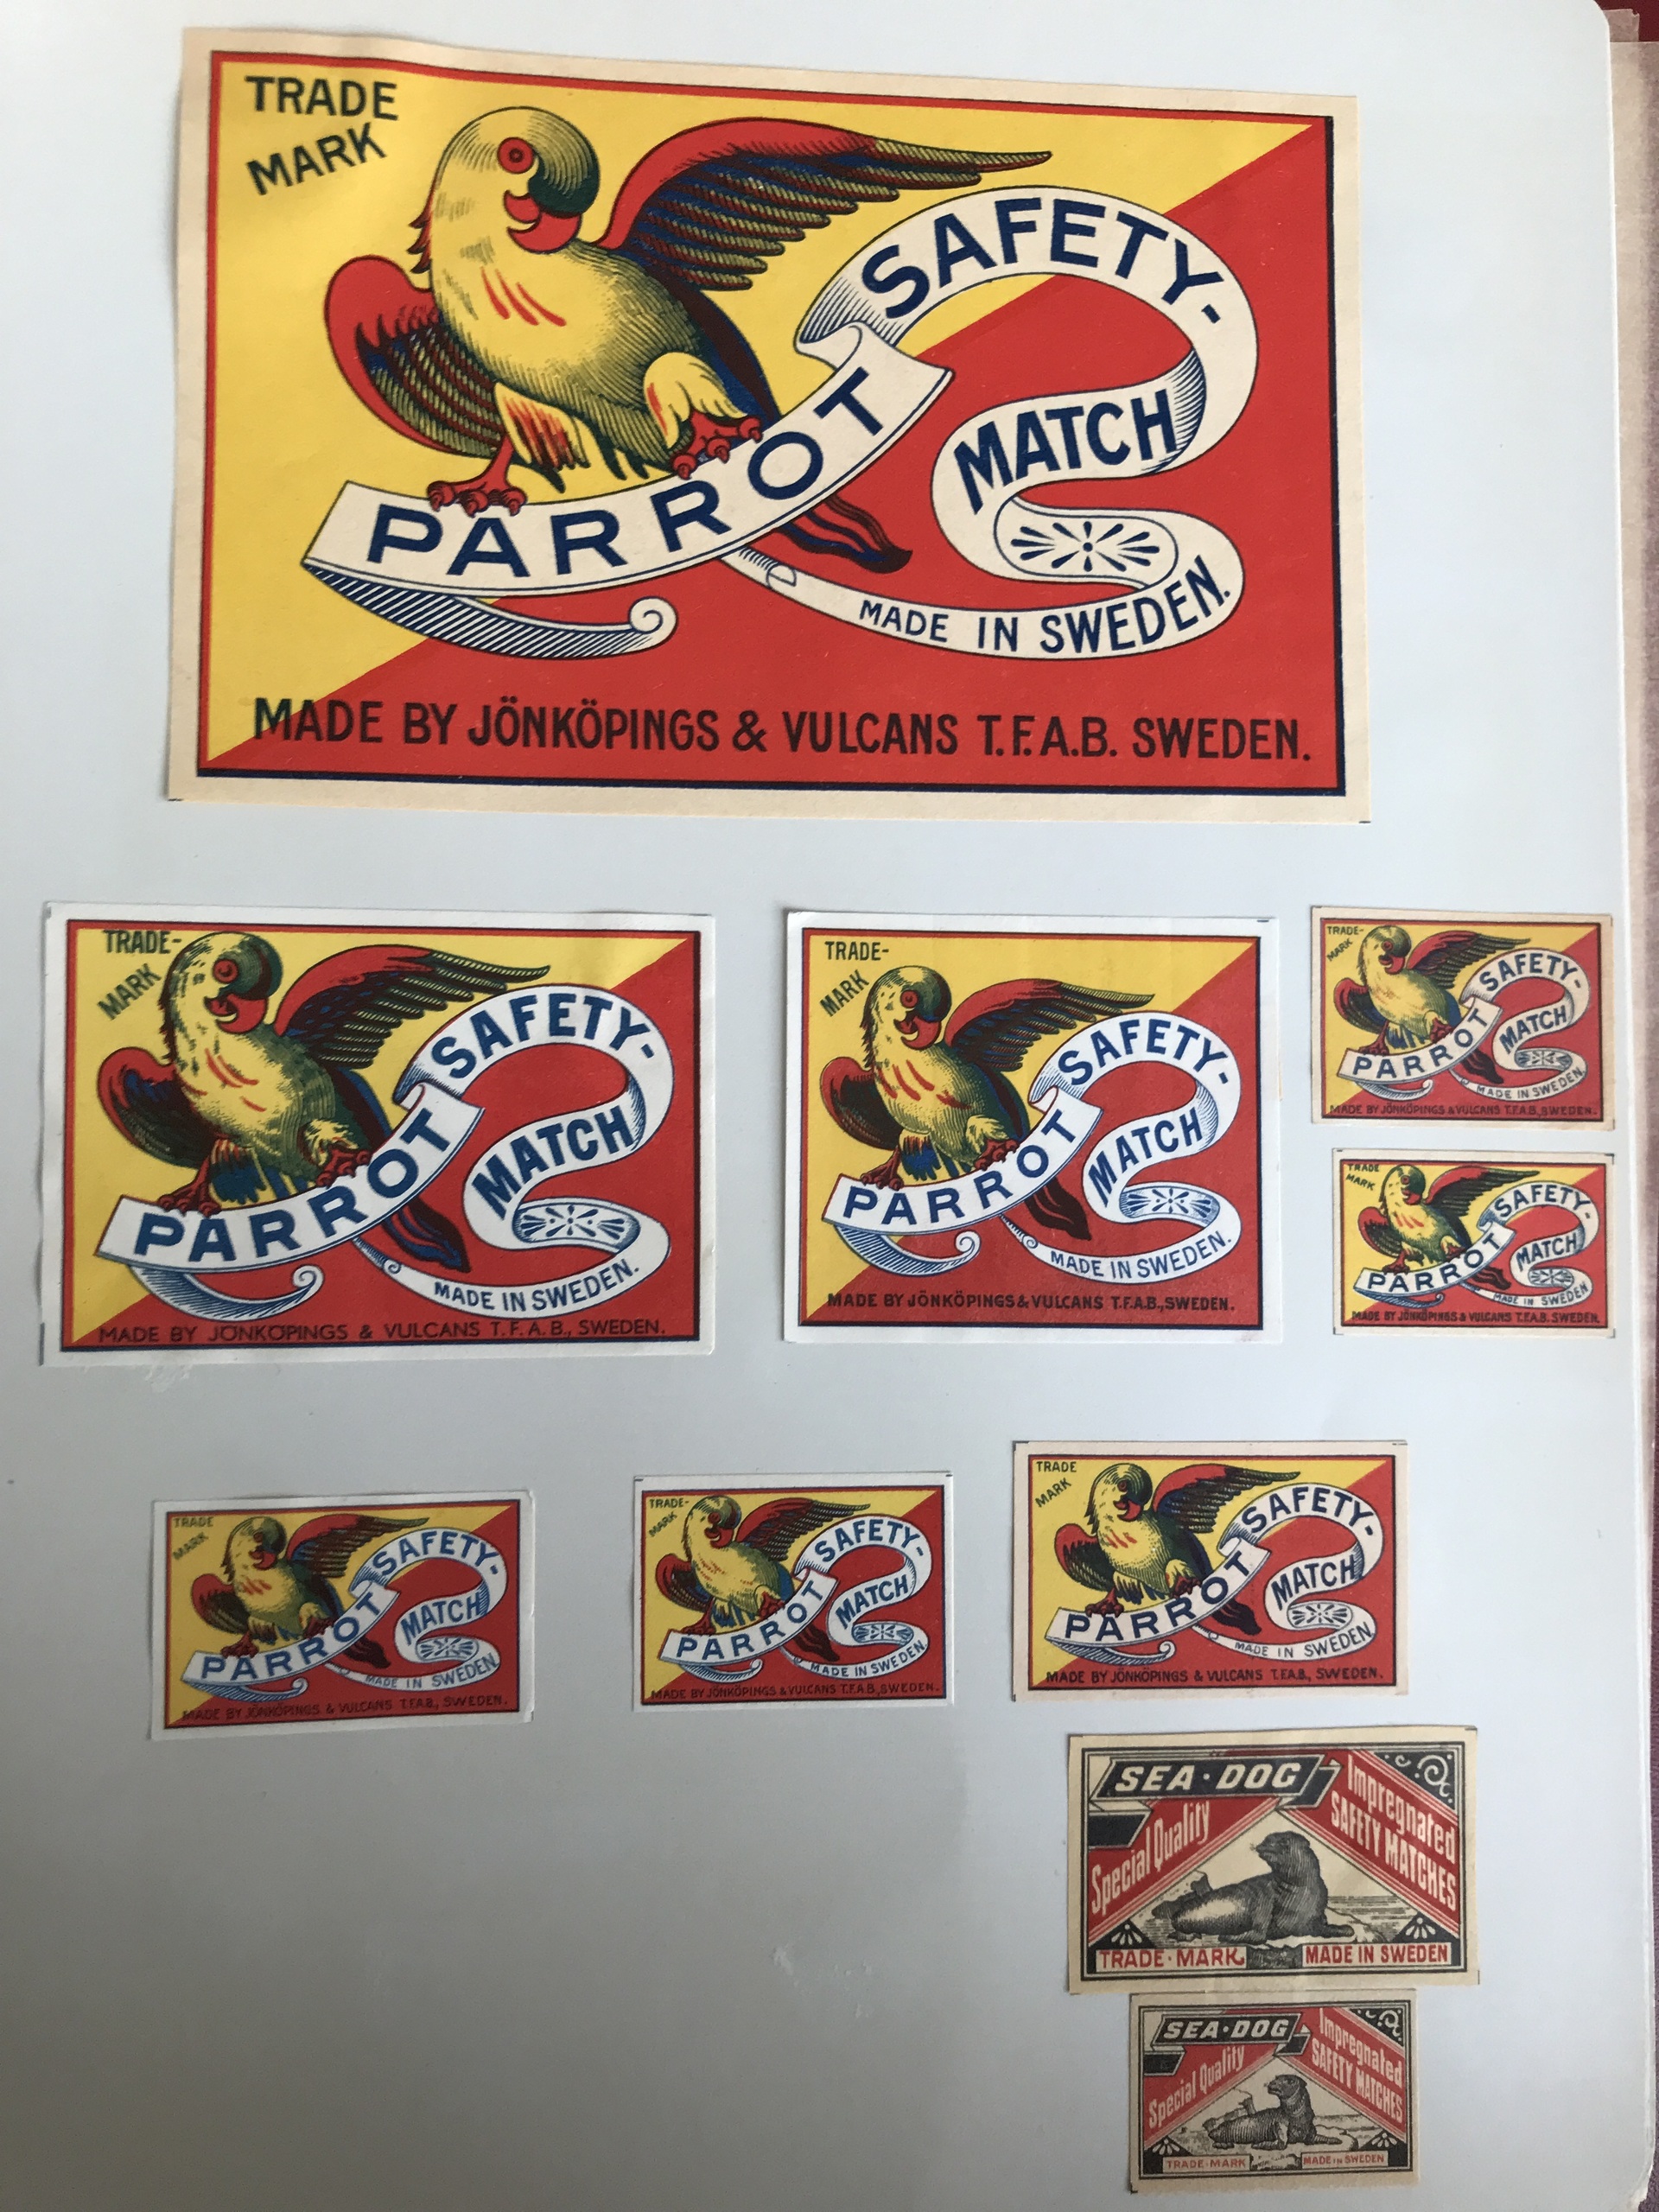 TRADE
MARK
SAFETY-
PARROT
MATCH
MADE IN SWEDEN.
MADE BY JÖNKÖPINGS & VULCANS T.F.A.B. SWEDEN.
TRADE-
MARK
SAFETY-
PARROT
MATCH
MADE IN SWEDEN.
MADE BY JÖNKÖPINGS & VULCANS T.F.A.B., SWEDEN.
TRADE-
MARK
SAFETY-
PARROT
MATCH
MADE IN SWEDEN.
MADE BY JÖNKÖPINGS & VULCANS T.F.A.B., SWEDEN.
TRADE-
MARK
SAFETY-
PARROT
MATCH
MADE IN SWEDEN.
MADE BY JÖNKÖPINGS & VULCANS T.F.A.B., SWEDEN.
TRADE
MARK
SAFETY-
PARROT
MATCH
MADE IN SWEDEN
MADE BY JÖNKÖPINGS & VULCANS T.F.A.B. SWEDEN.
TRADE
MARK
SAFETY-
PARROT
MATCH
MADE IN SWEDEN
MADE BY JÖNKÖPINGS & VULCANS T.F.A.B., SWEDEN.
TRADE-
MARK
SAFETY-
PARROT
MATCH
MADE IN SWEDEN.
MADE BY JÖNKÖPINGS & VULCANS T.F.A.B., SWEDEN.
TRADE
MARK
SAFETY-
PARROT
MATCH
MADE IN SWEDEN
MADE BY JÖNKÖPINGS & VULCANS T.F.A.B., SWEDEN.
SEA·DOG
Special Quality
Impregnated
SAFETY MATCHES
TRADE·MARK
MADE IN SWEDEN
SEA·DOG
Special Quality
Impregnated
SAFETY MATCHES
TRADE·MARK
MADE IN SWEDEN